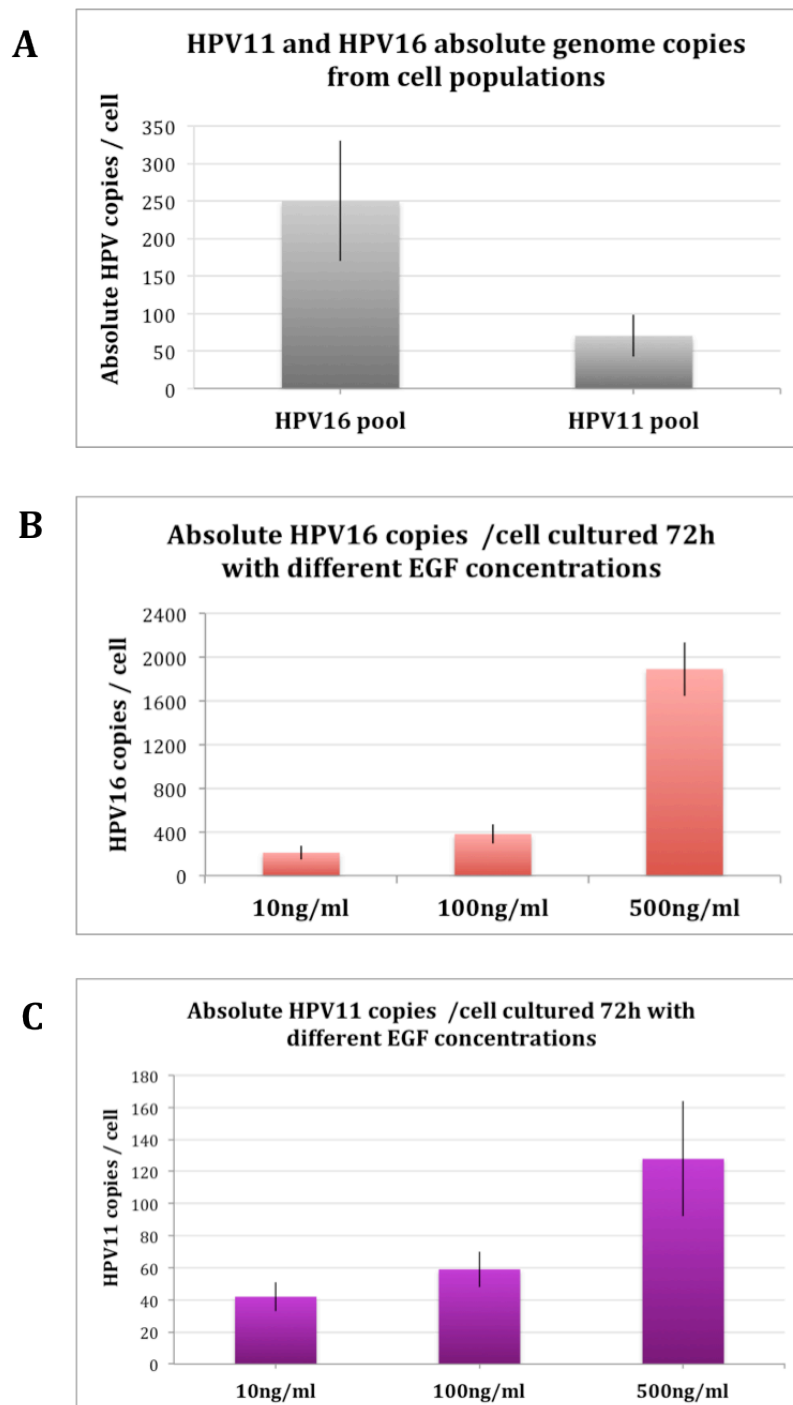 A
HPV11 and HPV16 absolute genome copies
from cell populations
Absolute HPV copies / cell
350
300
250
200
150
100
50
0
HPV16 pool HPV11 pool
B
Absolute HPV16 copies /cell cultured 72h
with different EGF concentrations
HPV16 copies / cell
2400
2000
1600
1200
800
400
0
10ng/ml 100ng/ml 500ng/ml
C
Absolute HPV11 copies /cell cultured 72h with
different EGF concentrations
HPV11 copies / cell
180
160
140
120
100
80
60
40
20
0
10ng/ml 100ng/ml 500ng/ml